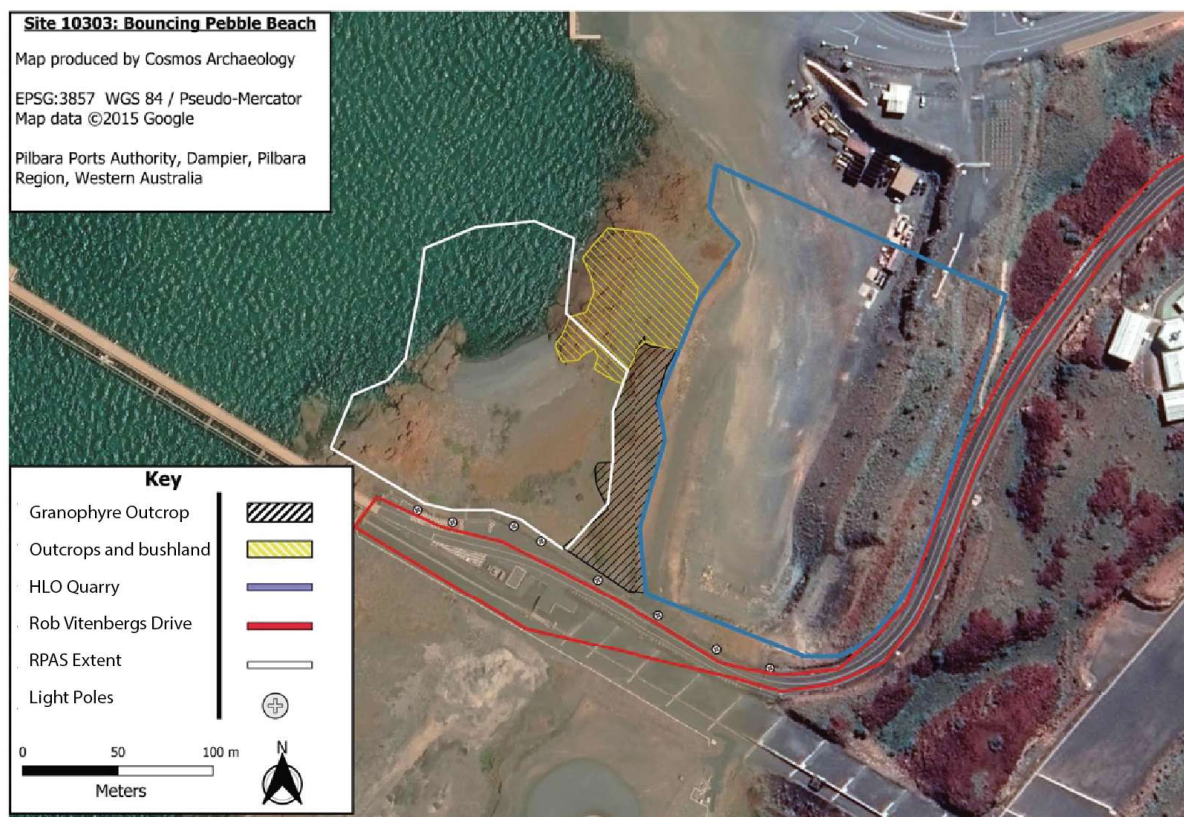 Site 10303: Bouncing Pebble Beach
Map produced by Cosmos Archaeology
EPSG:3857 WGS 84 / Pseudo-Mercator
Map data ©2015 Google
Pilbara Ports Authority, Dampier, Pilbara
Region, Western Australia
Key
Granophyre Outcrop
Outcrops and bushland
HLO Quarry
Rob Vitenbergs Drive
RPAS Extent
Light Poles
0 50 100 m
Meters
N